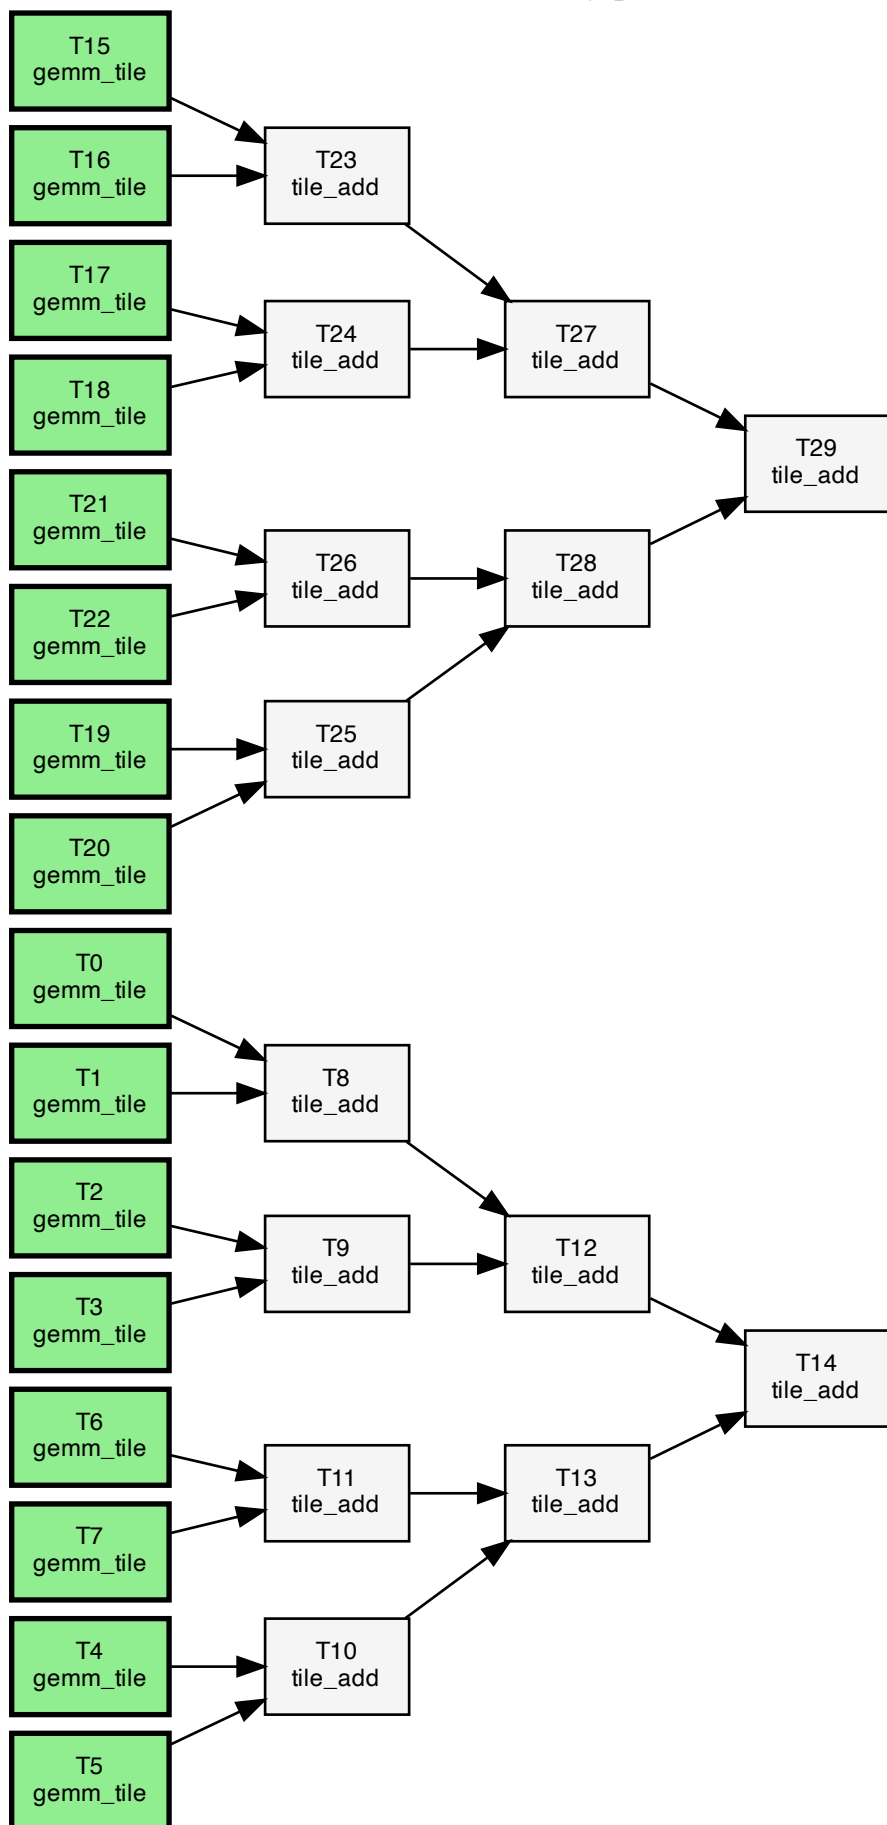 T15
gemm_tile
T16
gemm_tile
T23
tile_add
T17
gemm_tile
T18
gemm_tile
T24
tile_add
T27
tile_add
T29
tile_add
T21
gemm_tile
T22
gemm_tile
T26
tile_add
T28
tile_add
T19
gemm_tile
T20
gemm_tile
T25
tile_add
T0
gemm_tile
T1
gemm_tile
T8
tile_add
T2
gemm_tile
T3
gemm_tile
T9
tile_add
T12
tile_add
T14
tile_add
T6
gemm_tile
T7
gemm_tile
T11
tile_add
T13
tile_add
T4
gemm_tile
T5
gemm_tile
T10
tile_add